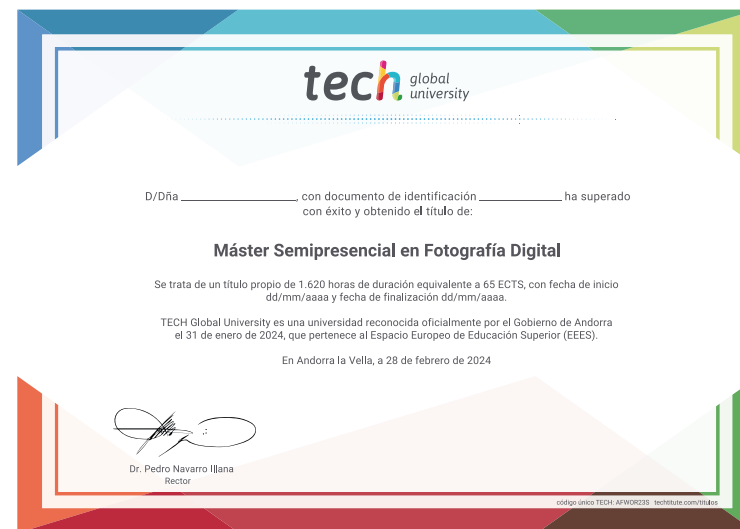 tech global university
D/Dña ____________________, con documento de identificación ______________ ha superado
con éxito y obtenido el título de:
Máster Semipresencial en Fotografía Digital
Se trata de un título propio de 1.620 horas de duración equivalente a 65 ECTS, con fecha de inicio
dd/mm/aaaa y fecha de finalización dd/mm/aaaa.
TECH Global University es una universidad reconocida oficialmente por el Gobierno de Andorra
el 31 de enero de 2024, que pertenece al Espacio Europeo de Educación Superior (EEES).
En Andorra la Vella, a 28 de febrero de 2024
Dr. Pedro Navarro Illana
Rector
código único TECH: AFWOR23S techtitute.com/titulos